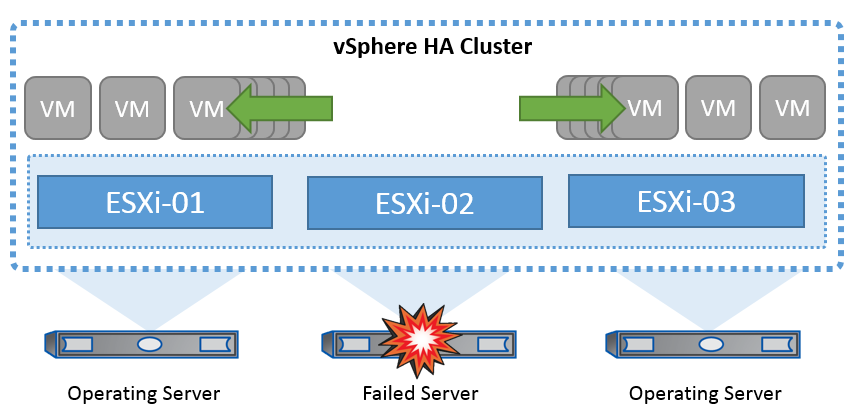 vSphere HA Cluster
VM VM VM VM VM VM
ESXi-01 ESXi-02 ESXi-03
Operating Server Failed Server Operating Server